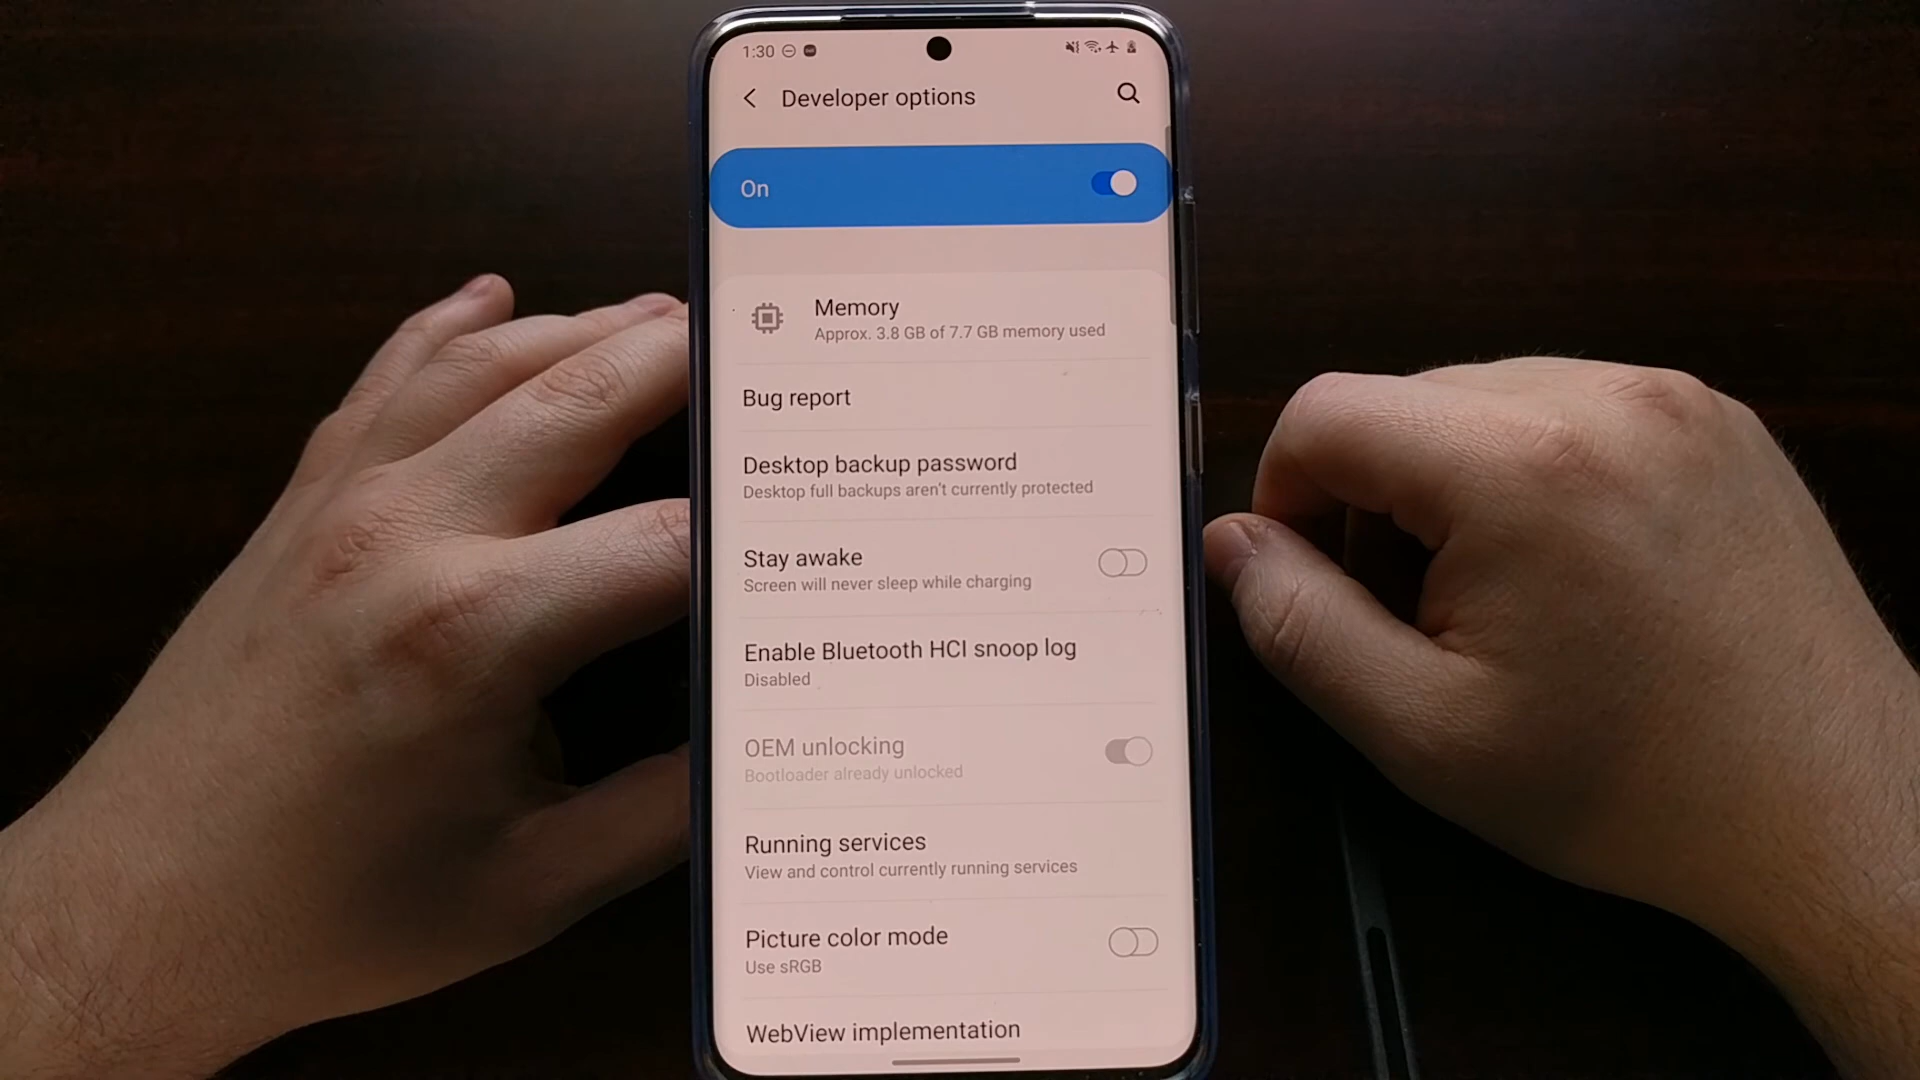 1:30
Developer options
On
Memory
Approx. 3.8 GB of 7.7 GB memory used
Bug report
Desktop backup password
Desktop full backups aren't currently protected
Stay awake
Screen will never sleep while charging
Enable Bluetooth HCI snoop log
Disabled
OEM unlocking
Bootloader already unlocked
Running services
View and control currently running services
Picture color mode
Use sRGB
WebView implementation